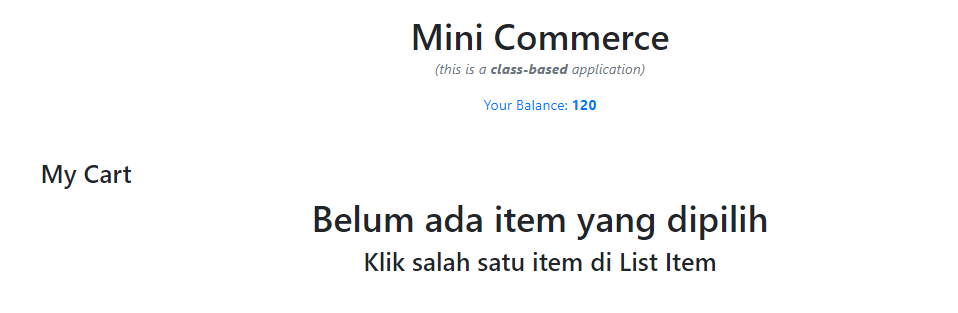 Mini Commerce
(this is a class-based application)
Your Balance: 120
My Cart
Belum ada item yang dipilih
Klik salah satu item di List Item